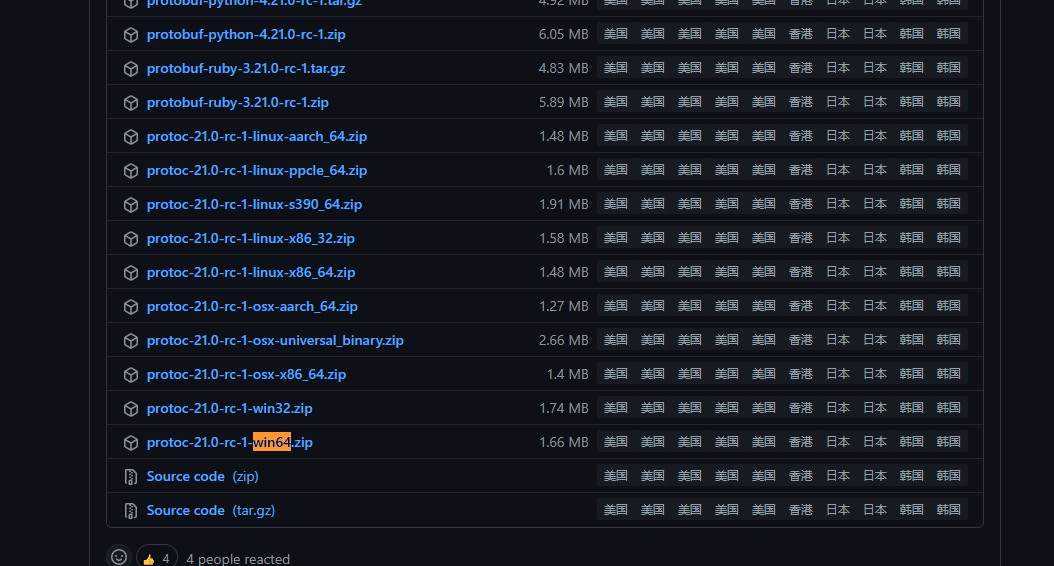 protobuf-python-4.21.0-rc-1.tar.gz 4.92 MB 美国 美国 美国 美国 美国 香港 日本 日本 韩国 韩国
protobuf-python-4.21.0-rc-1.zip 6.05 MB 美国 美国 美国 美国 美国 香港 日本 日本 韩国 韩国
protobuf-ruby-3.21.0-rc-1.tar.gz 4.83 MB 美国 美国 美国 美国 美国 香港 日本 日本 韩国 韩国
protobuf-ruby-3.21.0-rc-1.zip 5.89 MB 美国 美国 美国 美国 美国 香港 日本 日本 韩国 韩国
protoc-21.0-rc-1-linux-aarch_64.zip 1.48 MB 美国 美国 美国 美国 美国 香港 日本 日本 韩国 韩国
protoc-21.0-rc-1-linux-ppcle_64.zip 1.6 MB 美国 美国 美国 美国 美国 香港 日本 日本 韩国 韩国
protoc-21.0-rc-1-linux-s390_64.zip 1.91 MB 美国 美国 美国 美国 美国 香港 日本 日本 韩国 韩国
protoc-21.0-rc-1-linux-x86_32.zip 1.58 MB 美国 美国 美国 美国 美国 香港 日本 日本 韩国 韩国
protoc-21.0-rc-1-linux-x86_64.zip 1.48 MB 美国 美国 美国 美国 美国 香港 日本 日本 韩国 韩国
protoc-21.0-rc-1-osx-aarch_64.zip 1.27 MB 美国 美国 美国 美国 美国 香港 日本 日本 韩国 韩国
protoc-21.0-rc-1-osx-universal_binary.zip 2.66 MB 美国 美国 美国 美国 美国 香港 日本 日本 韩国 韩国
protoc-21.0-rc-1-osx-x86_64.zip 1.4 MB 美国 美国 美国 美国 美国 香港 日本 日本 韩国 韩国
protoc-21.0-rc-1-win32.zip 1.74 MB 美国 美国 美国 美国 美国 香港 日本 日本 韩国 韩国
protoc-21.0-rc-1-win64.zip 1.66 MB 美国 美国 美国 美国 美国 香港 日本 日本 韩国 韩国
Source code (zip) 美国 美国 美国 美国 美国 香港 日本 日本 韩国 韩国
Source code (tar.gz) 美国 美国 美国 美国 美国 香港 日本 日本 韩国 韩国
4 4 people reacted